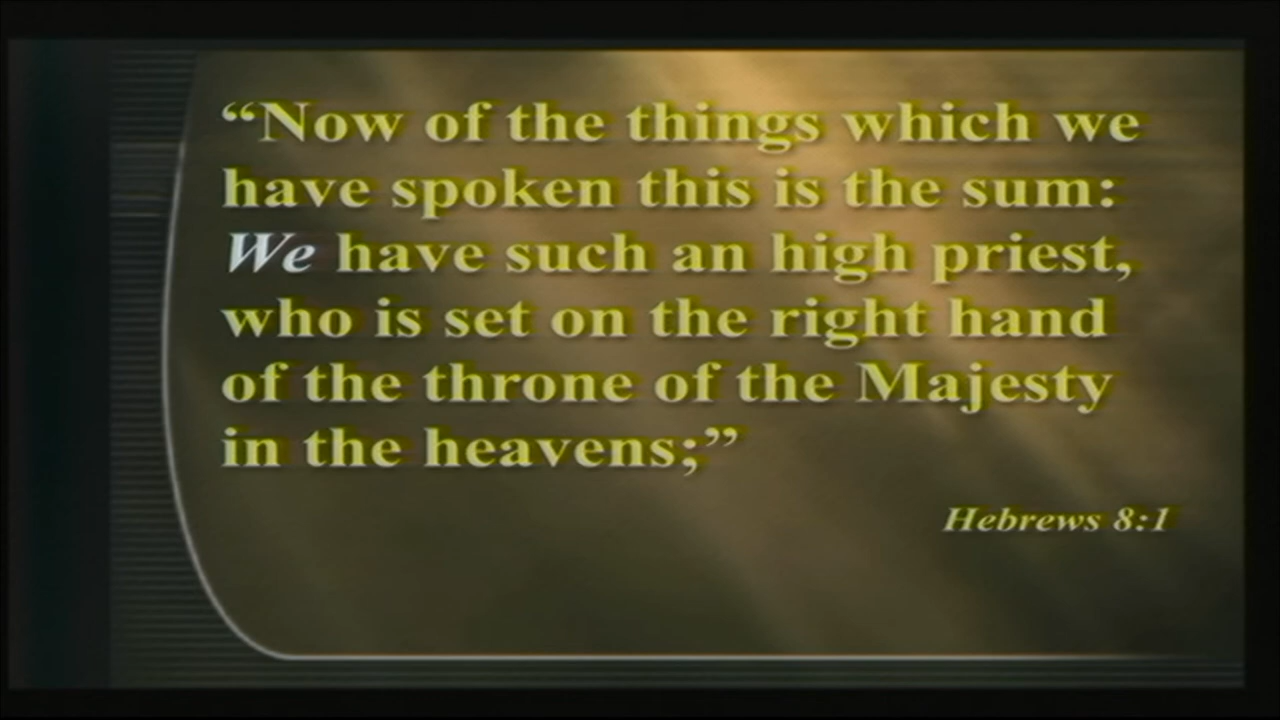 “Now of the things which we
have spoken this is the sum:
We have such an high priest,
who is set on the right hand
of the throne of the Majesty
in the heavens;”
Hebrews 8:1